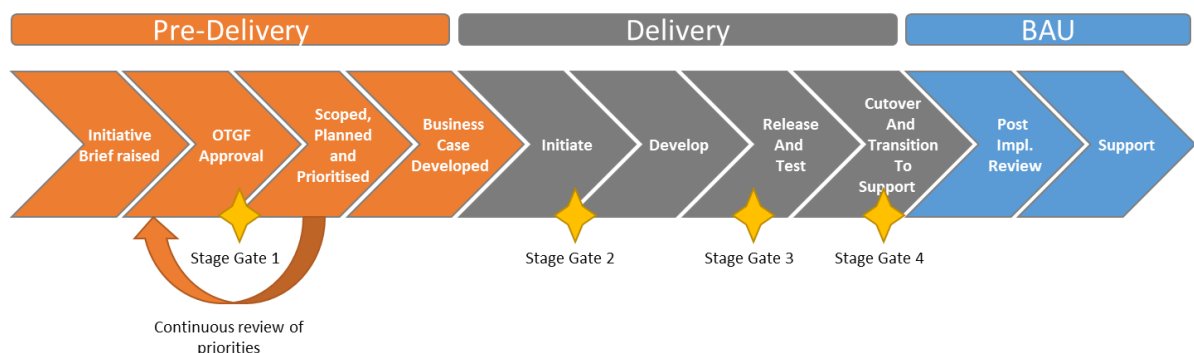 Pre-Delivery
Delivery
BAU
Initiative
Brief raised
OTGF
Approval
Scoped,
Planned
and
Prioritised
Business
Case
Developed
Initiate
Develop
Release
And
Test
Cutover
And
Transition
To
Support
Post
Impl.
Review
Support
Stage Gate 1
Stage Gate 2
Stage Gate 3
Stage Gate 4
Continuous review of
priorities